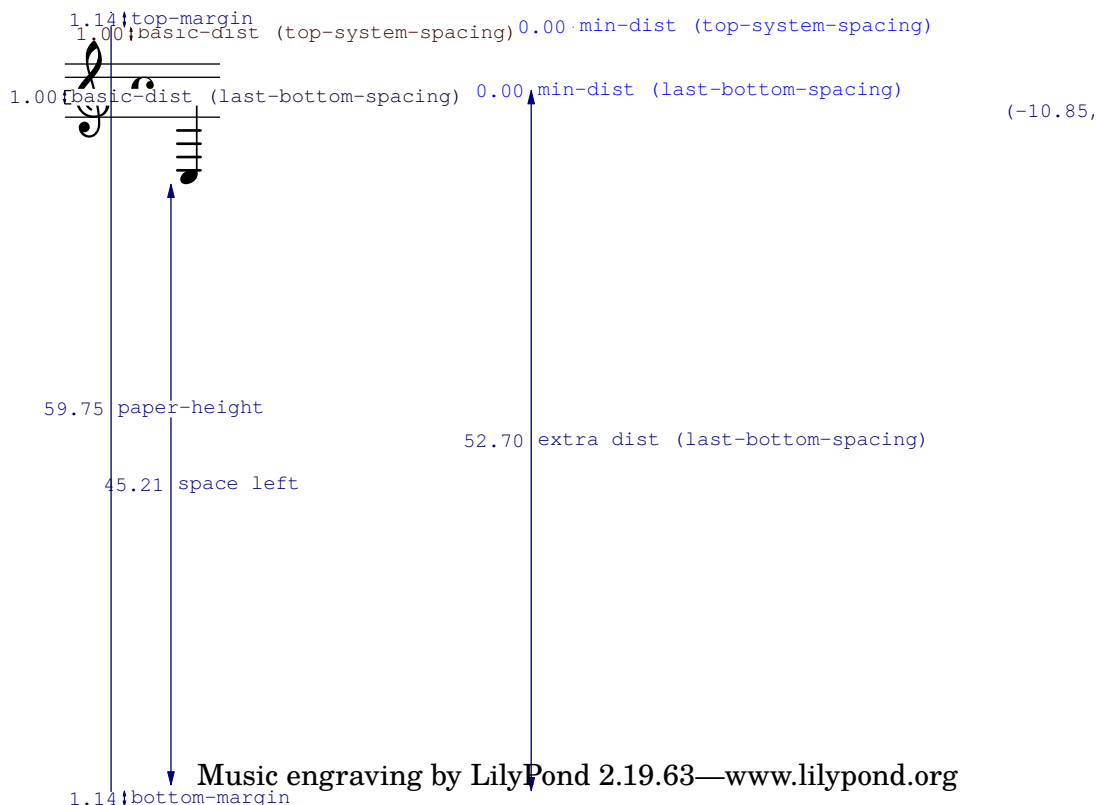 1.14 top-margin
1.00 basic-dist (top-system-spacing) 0.00 min-dist (top-system-spacing)
1.00 basic-dist (last-bottom-spacing) 0.00 min-dist (last-bottom-spacing)
(-10.85,
59.75 paper-height
52.70 extra dist (last-bottom-spacing)
45.21 space left
Music engraving by LilyPond 2.19.63—www.lilypond.org
1.14 bottom-margin